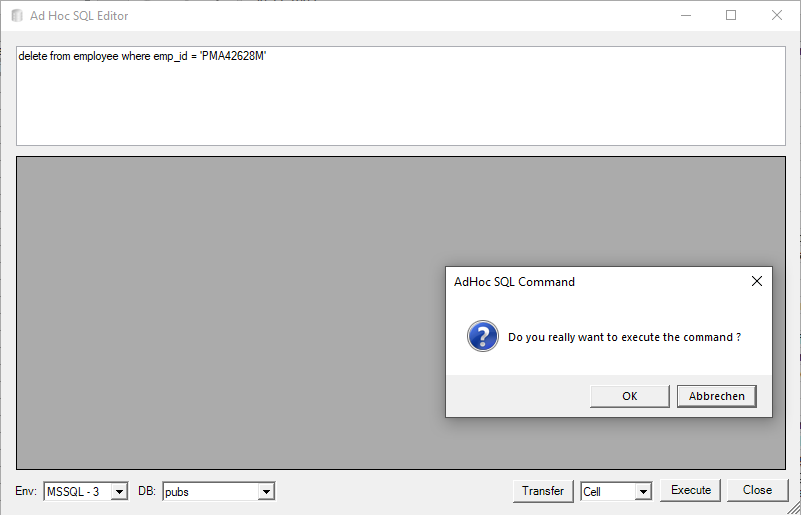 Ad Hoc SQL Editor
delete from employee where emp_id = 'PMA42628M'
AdHoc SQL Command
Do you really want to execute the command ?
OK Abbrechen
Env: MSSQL - 3 DB: pubs Transfer Cell Execute Close